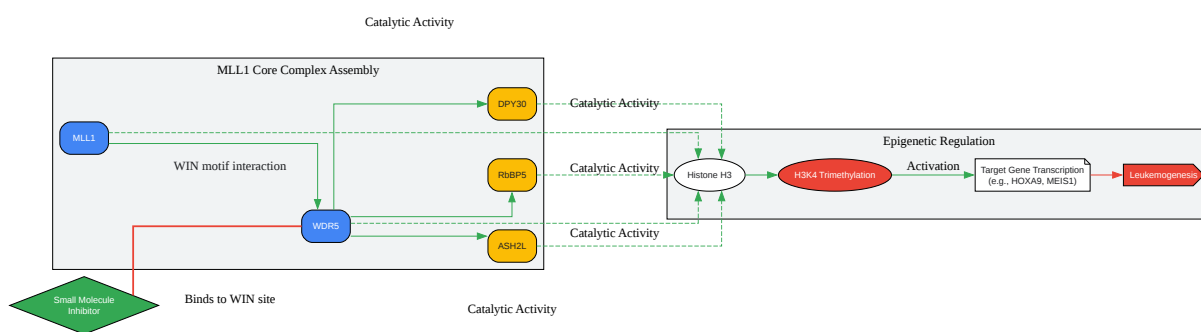 Catalytic Activity
MLL1 Core Complex Assembly
DPY30
Catalytic Activity
MLL1
Epigenetic Regulation
WIN motif interaction
RbBP5
Catalytic Activity
Histone H3
H3K4 Trimethylation
Activation
Target Gene Transcription
(e.g., HOXA9, MEIS1)
Leukemogenesis
WDR5
Catalytic Activity
ASH2L
Small Molecule
Inhibitor
Binds to WIN site
Catalytic Activity